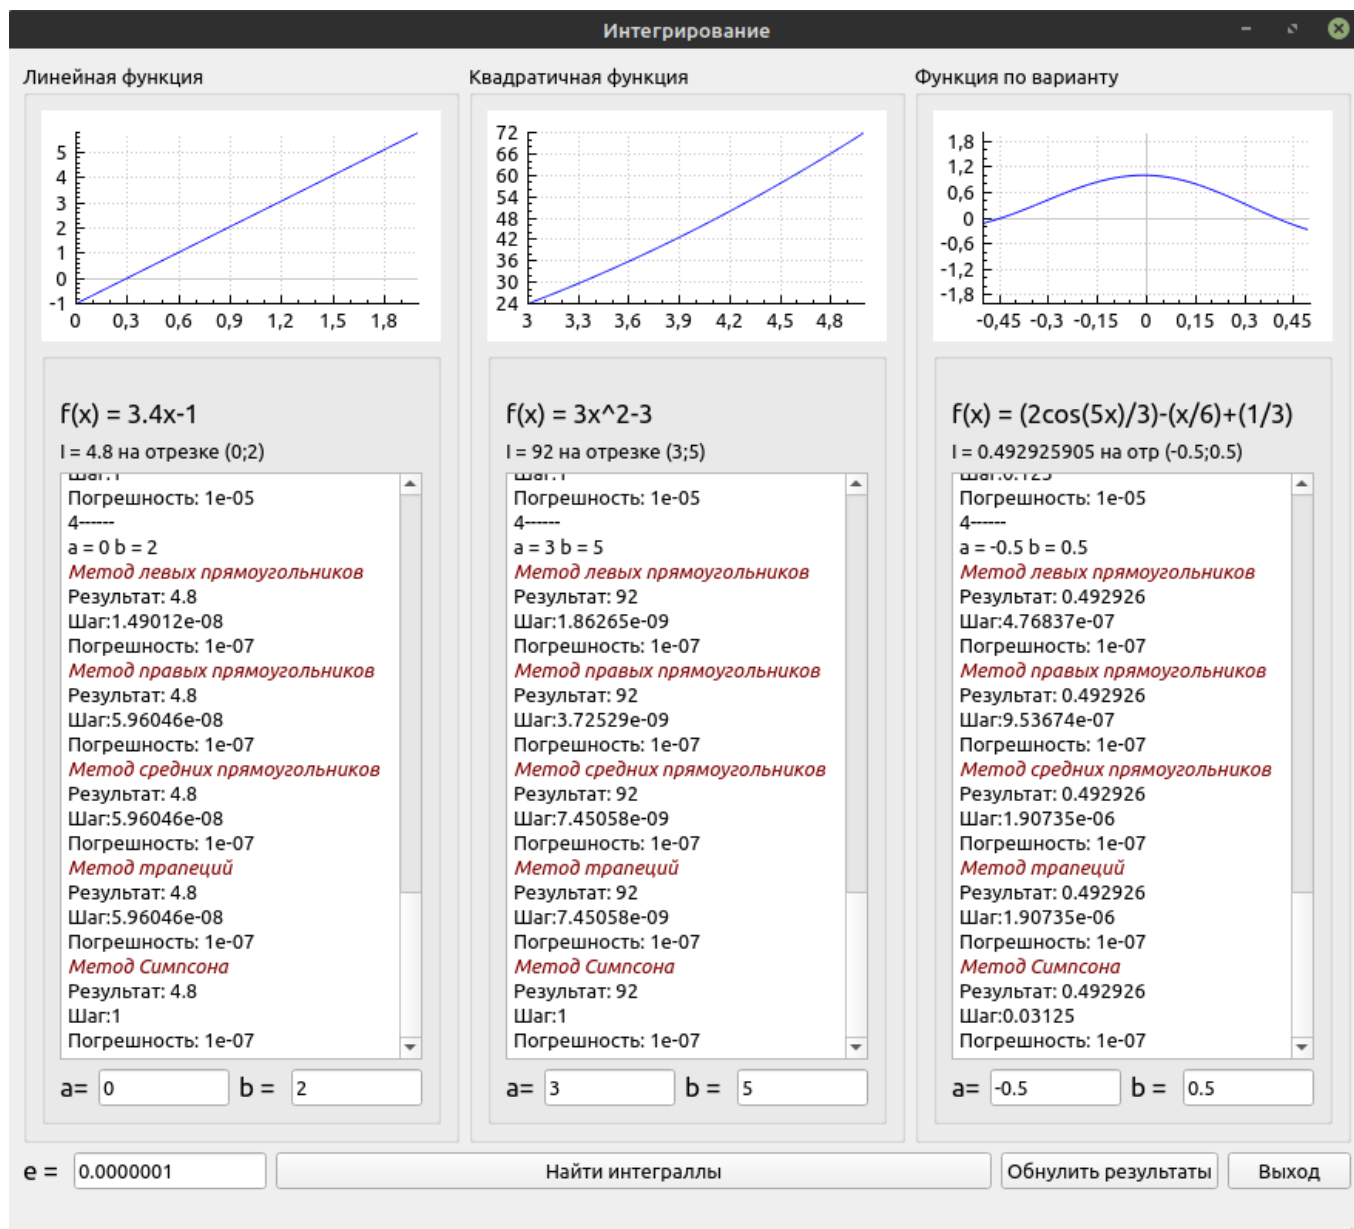 Интегрирование
Линейная функция
5
4
3
2
1
0
-1
0 0,3 0,6 0,9 1,2 1,5 1,8
f(x) = 3.4x-1
I = 4.8 на отрезке (0;2)
Шаг:1
Погрешность: 1e-05
4------
a = 0 b = 2
Метод левых прямоугольников
Результат: 4.8
Шаг:1.49012e-08
Погрешность: 1e-07
Метод правых прямоугольников
Результат: 4.8
Шаг:5.96046e-08
Погрешность: 1e-07
Метод средних прямоугольников
Результат: 4.8
Шаг:5.96046e-08
Погрешность: 1e-07
Метод трапеций
Результат: 4.8
Шаг:5.96046e-08
Погрешность: 1e-07
Метод Симпсона
Результат: 4.8
Шаг:1
Погрешность: 1e-07
a= 0 b = 2
Квадратичная функция
72
66
60
54
48
42
36
30
24
3 3,3 3,6 3,9 4,2 4,5 4,8
f(x) = 3x^2-3
I = 92 на отрезке (3;5)
Шаг:1
Погрешность: 1e-05
4------
a = 3 b = 5
Метод левых прямоугольников
Результат: 92
Шаг:1.86265e-09
Погрешность: 1e-07
Метод правых прямоугольников
Результат: 92
Шаг:3.72529e-09
Погрешность: 1e-07
Метод средних прямоугольников
Результат: 92
Шаг:7.45058e-09
Погрешность: 1e-07
Метод трапеций
Результат: 92
Шаг:7.45058e-09
Погрешность: 1e-07
Метод Симпсона
Результат: 92
Шаг:1
Погрешность: 1e-07
a= 3 b = 5
Функция по варианту
1,8
1,2
0,6
0
-0,6
-1,2
-1,8
-0,45 -0,3 -0,15 0 0,15 0,3 0,45
f(x) = (2cos(5x)/3)-(x/6)+(1/3)
I = 0.492925905 на отр (-0.5;0.5)
Шаг:0.125
Погрешность: 1e-05
4------
a = -0.5 b = 0.5
Метод левых прямоугольников
Результат: 0.492926
Шаг:4.76837e-07
Погрешность: 1e-07
Метод правых прямоугольников
Результат: 0.492926
Шаг:9.53674e-07
Погрешность: 1e-07
Метод средних прямоугольников
Результат: 0.492926
Шаг:1.90735e-06
Погрешность: 1e-07
Метод трапеций
Результат: 0.492926
Шаг:1.90735e-06
Погрешность: 1e-07
Метод Симпсона
Результат: 0.492926
Шаг:0.03125
Погрешность: 1e-07
a= -0.5 b = 0.5
e = 0.0000001 Найти интеграллы Обнулить результаты Выход